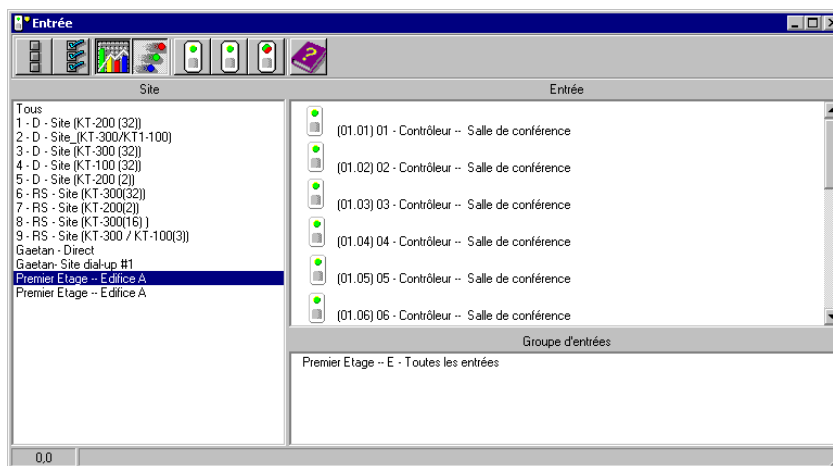 Entrée
Site
Entrée
Tous
1 - D - Site (KT-200 (32))
2 - D - Site_(KT-300/KT1-100)
3 - D - Site (KT-300 (32))
4 - D - Site (KT-100 (32))
5 - D - Site (KT-200 (2))
6 - RS - Site (KT-300(32))
7 - RS - Site (KT-200(2))
8 - RS - Site (KT-300(16) )
9 - RS - Site (KT-300 / KT-100(3))
Gaetan - Direct
Gaetan- Site dial-up #1
Premier Etage -- Edifice A
Premier Etage -- Edifice A
(01.01) 01 - Contrôleur -- Salle de conférence
(01.02) 02 - Contrôleur -- Salle de conférence
(01.03) 03 - Contrôleur -- Salle de conférence
(01.04) 04 - Contrôleur -- Salle de conférence
(01.05) 05 - Contrôleur -- Salle de conférence
(01.06) 06 - Contrôleur -- Salle de conférence
Groupe d'entrées
Premier Etage -- E - Toutes les entrées
0,0